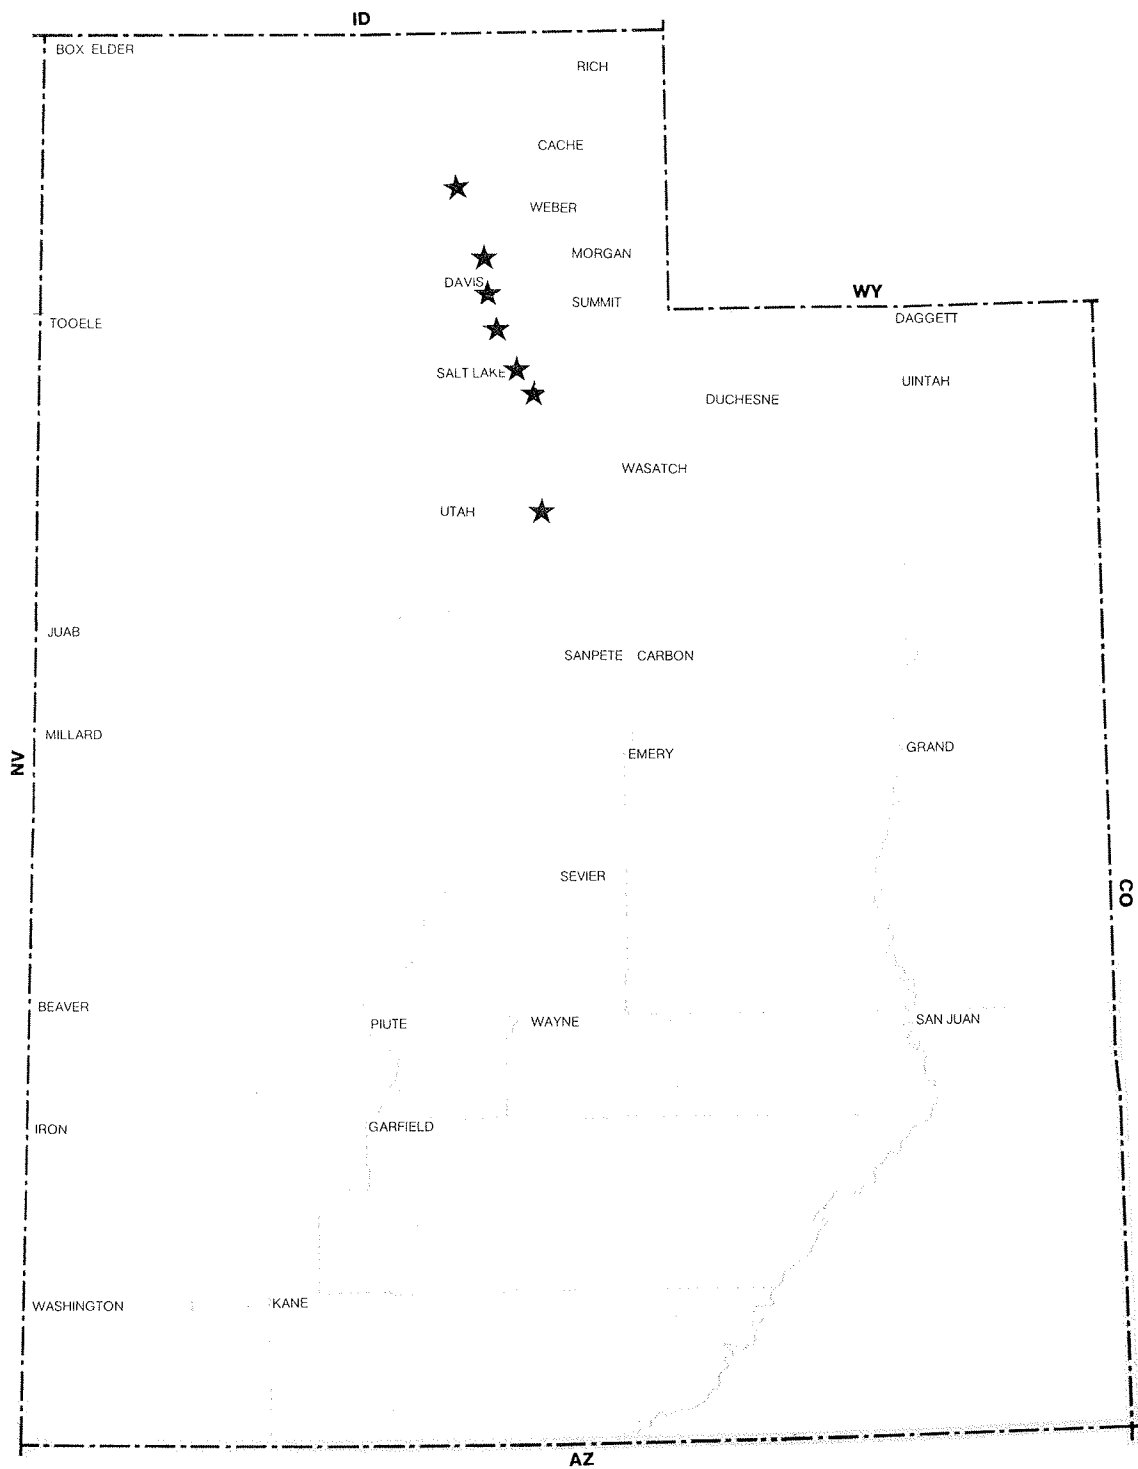 ID
BOX ELDER
RICH
CACHE
WEBER
MORGAN
DAVIS
WY
SUMMIT
DAGGETT
TOOELE
SALT LAKE
UINTAH
DUCHESNE
WASATCH
UTAH
JUAB
SANPETE CARBON
MILLARD
GRAND
EMERY
NV
SEVIER
CO
BEAVER
PIUTE
WAYNE
SAN JUAN
IRON
GARFIELD
WASHINGTON
KANE
AZ